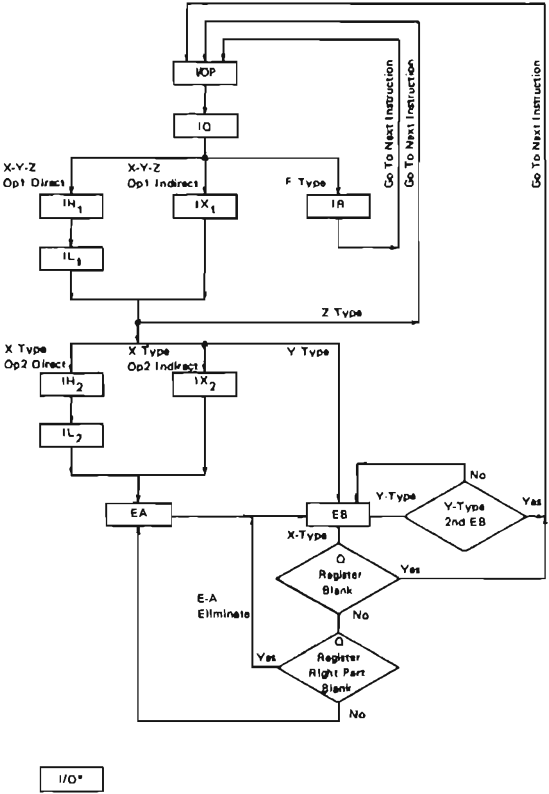 I/OP
IQ
X-Y-Z
Op1 Direct
X-Y-Z
Op1 Indirect
F Type
IH1
IX1
IR
IL1
Go To Next Instruction
Go To Next Instruction
Go To Next Instruction
Z Type
X Type
Op2 Direct
X Type
Op2 Indirect
Y Type
IH2
IX2
IL2
EA
EB
Y-Type
Y-Type
2nd EB
No
Yes
X-Type
Q
Register
Blank
Yes
No
E-A
Eliminate
Q
Register
Right Part
Blank
Yes
No
I/O*